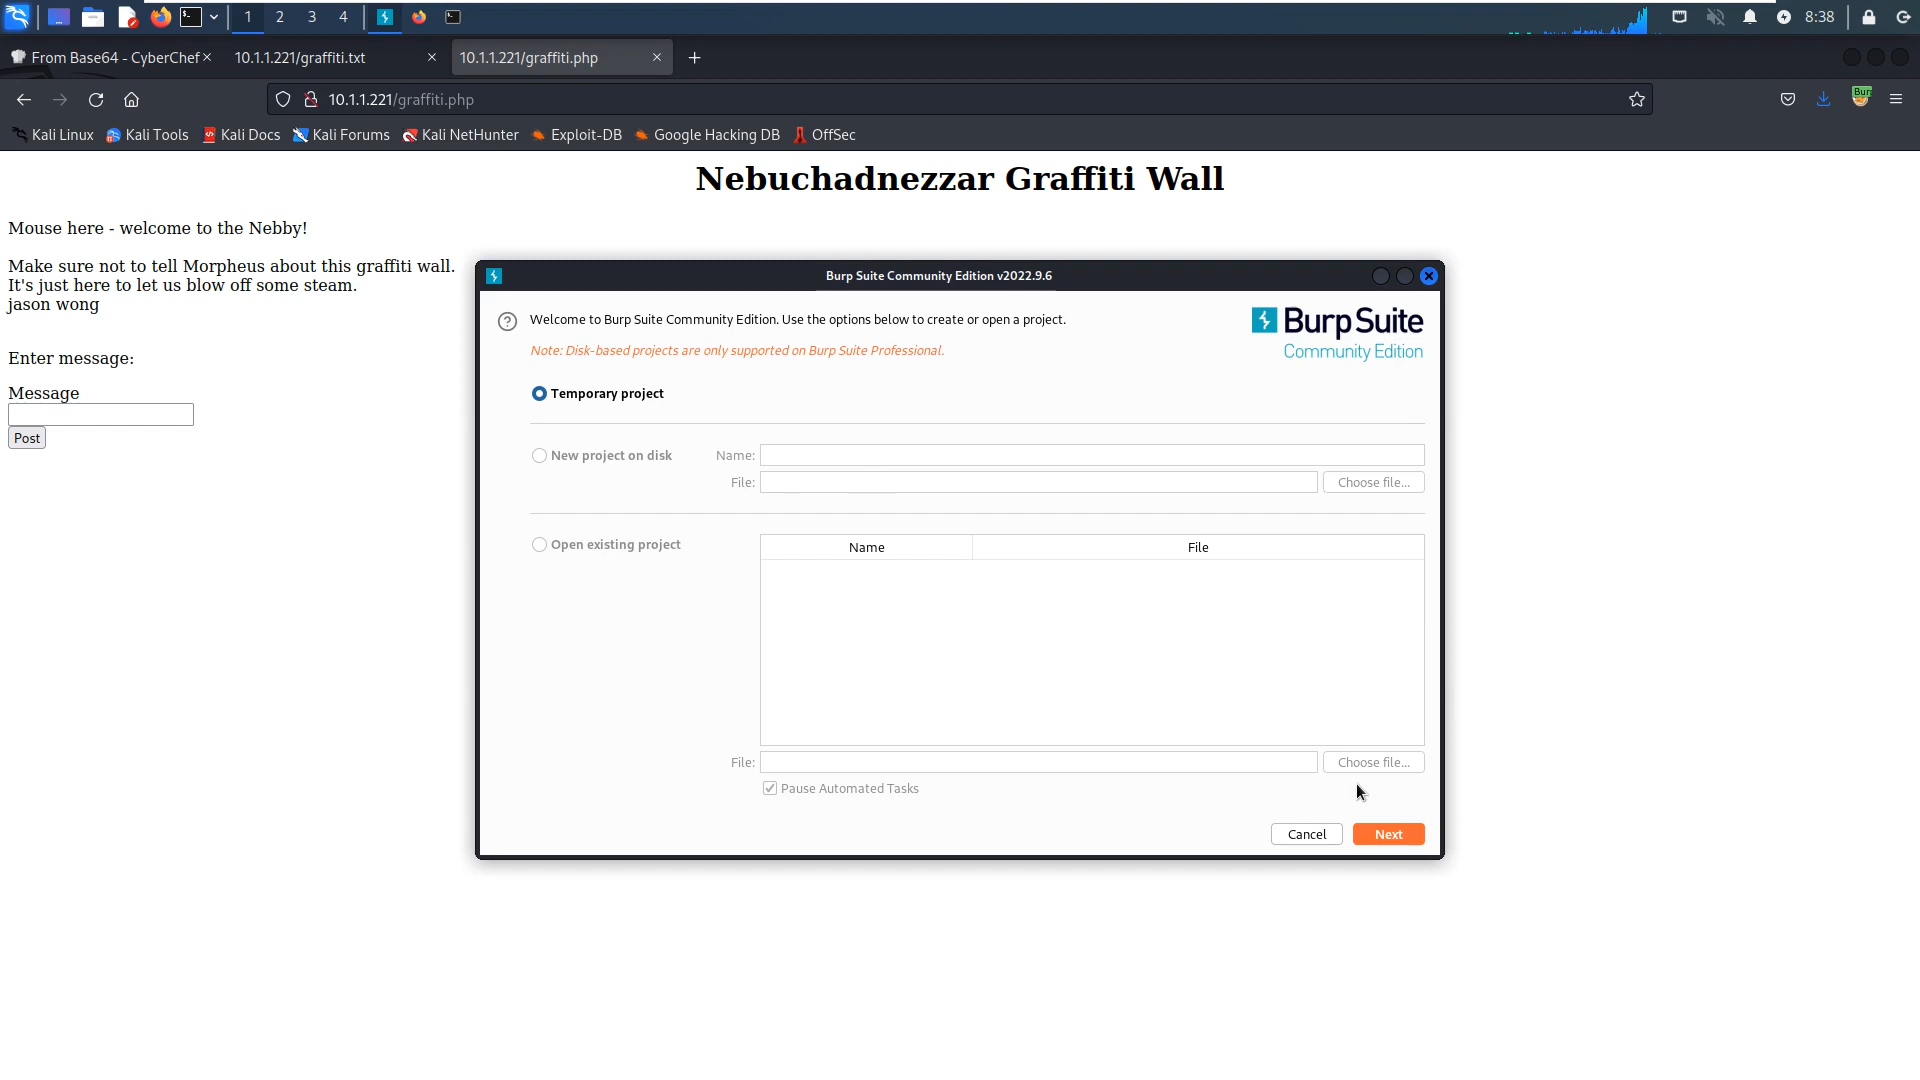 1 2 3 4 8:38
From Base64 - CyberChef 10.1.1.221/graffiti.txt 10.1.1.221/graffiti.php
10.1.1.221/graffiti.php
Kali Linux Kali Tools Kali Docs Kali Forums Kali NetHunter Exploit-DB Google Hacking DB OffSec
Nebuchadnezzar Graffiti Wall
Mouse here - welcome to the Nebby!
Make sure not to tell Morpheus about this graffiti wall.
It's just here to let us blow off some steam.
jason wong
Enter message:
Message
Post
Burp Suite Community Edition v2022.9.6
Welcome to Burp Suite Community Edition. Use the options below to create or open a project.
Note: Disk-based projects are only supported on Burp Suite Professional.
Burp Suite
Community Edition
Temporary project
New project on disk Name:
File: Choose file...
Open existing project Name File
File: Choose file...
Pause Automated Tasks
Cancel Next